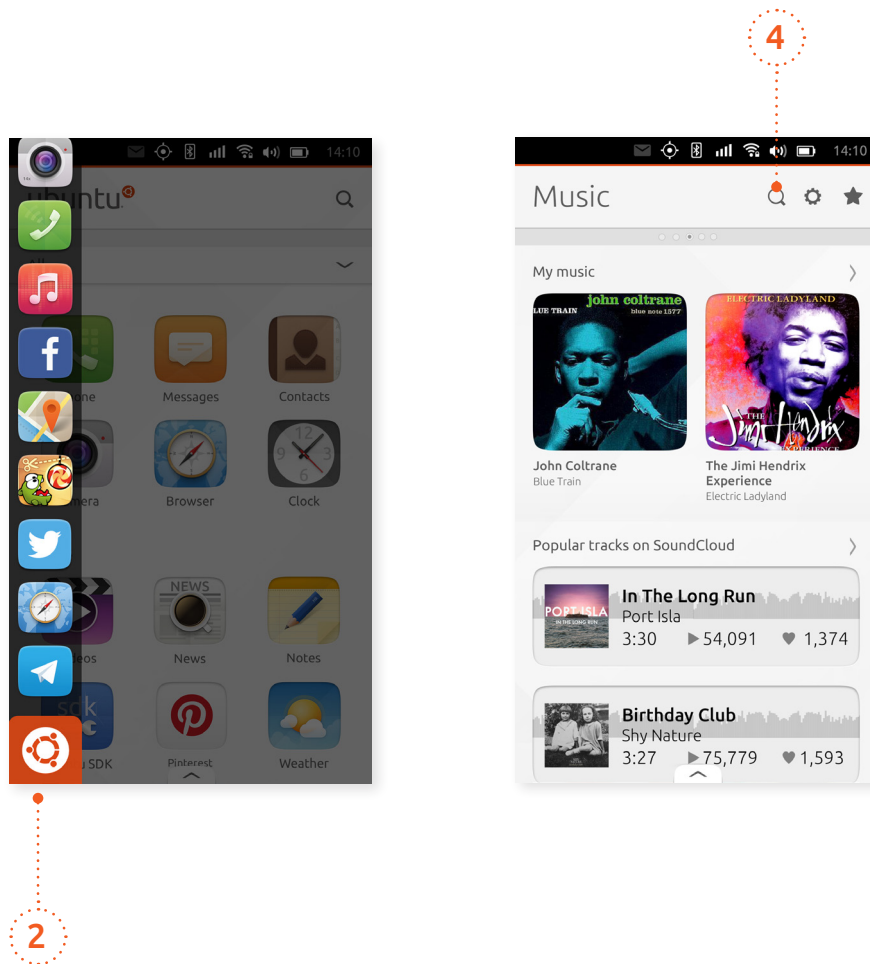 4
14:10
ubuntu
All
Phone
Messages
Contacts
Camera
Browser
Clock
NEWS
Videos
News
Notes
sdk
Ubuntu SDK
Pinterest
Weather
2
14:10
Music
My music
john coltrane
BLUE TRAIN
blue note 1577
ELECTRIC LADYLAND
THE
Jimi Hendrix
EXPERIENCE
John Coltrane
Blue Train
The Jimi Hendrix
Experience
Electric Ladyland
Popular tracks on SoundCloud
PORT ISLA
IN THE LONG RUN
In The Long Run
Port Isla
3:30 54,091 1,374
Birthday Club
Shy Nature
3:27 75,779 1,593